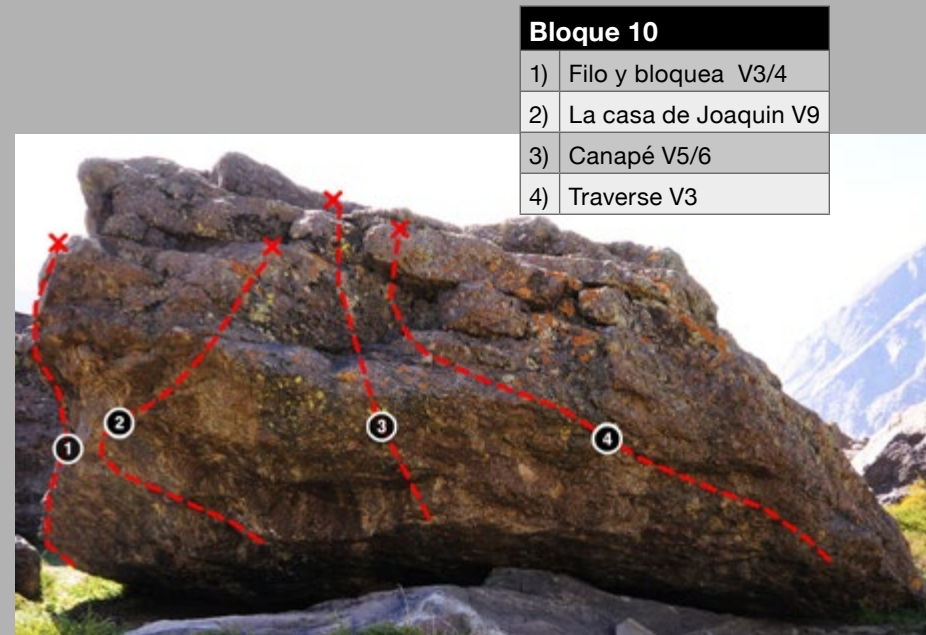 Bloque 10
1) Filo y bloquea V3/4
2) La casa de Joaquin V9
3) Canapé V5/6
4) Traverse V3
1
2
3
4